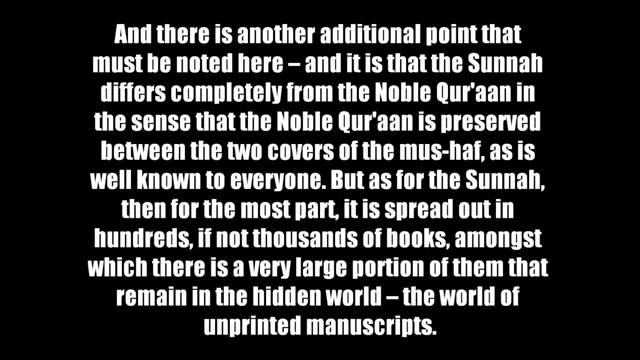 And there is another additional point that
must be noted here – and it is that the Sunnah
differs completely from the Noble Qur'aan in
the sense that the Noble Qur'aan is preserved
between the two covers of the mus-haf, as is
well known to everyone. But as for the Sunnah,
then for the most part, it is spread out in
hundreds, if not thousands of books, amongst
which there is a very large portion of them that
remain in the hidden world – the world of
unprinted manuscripts.